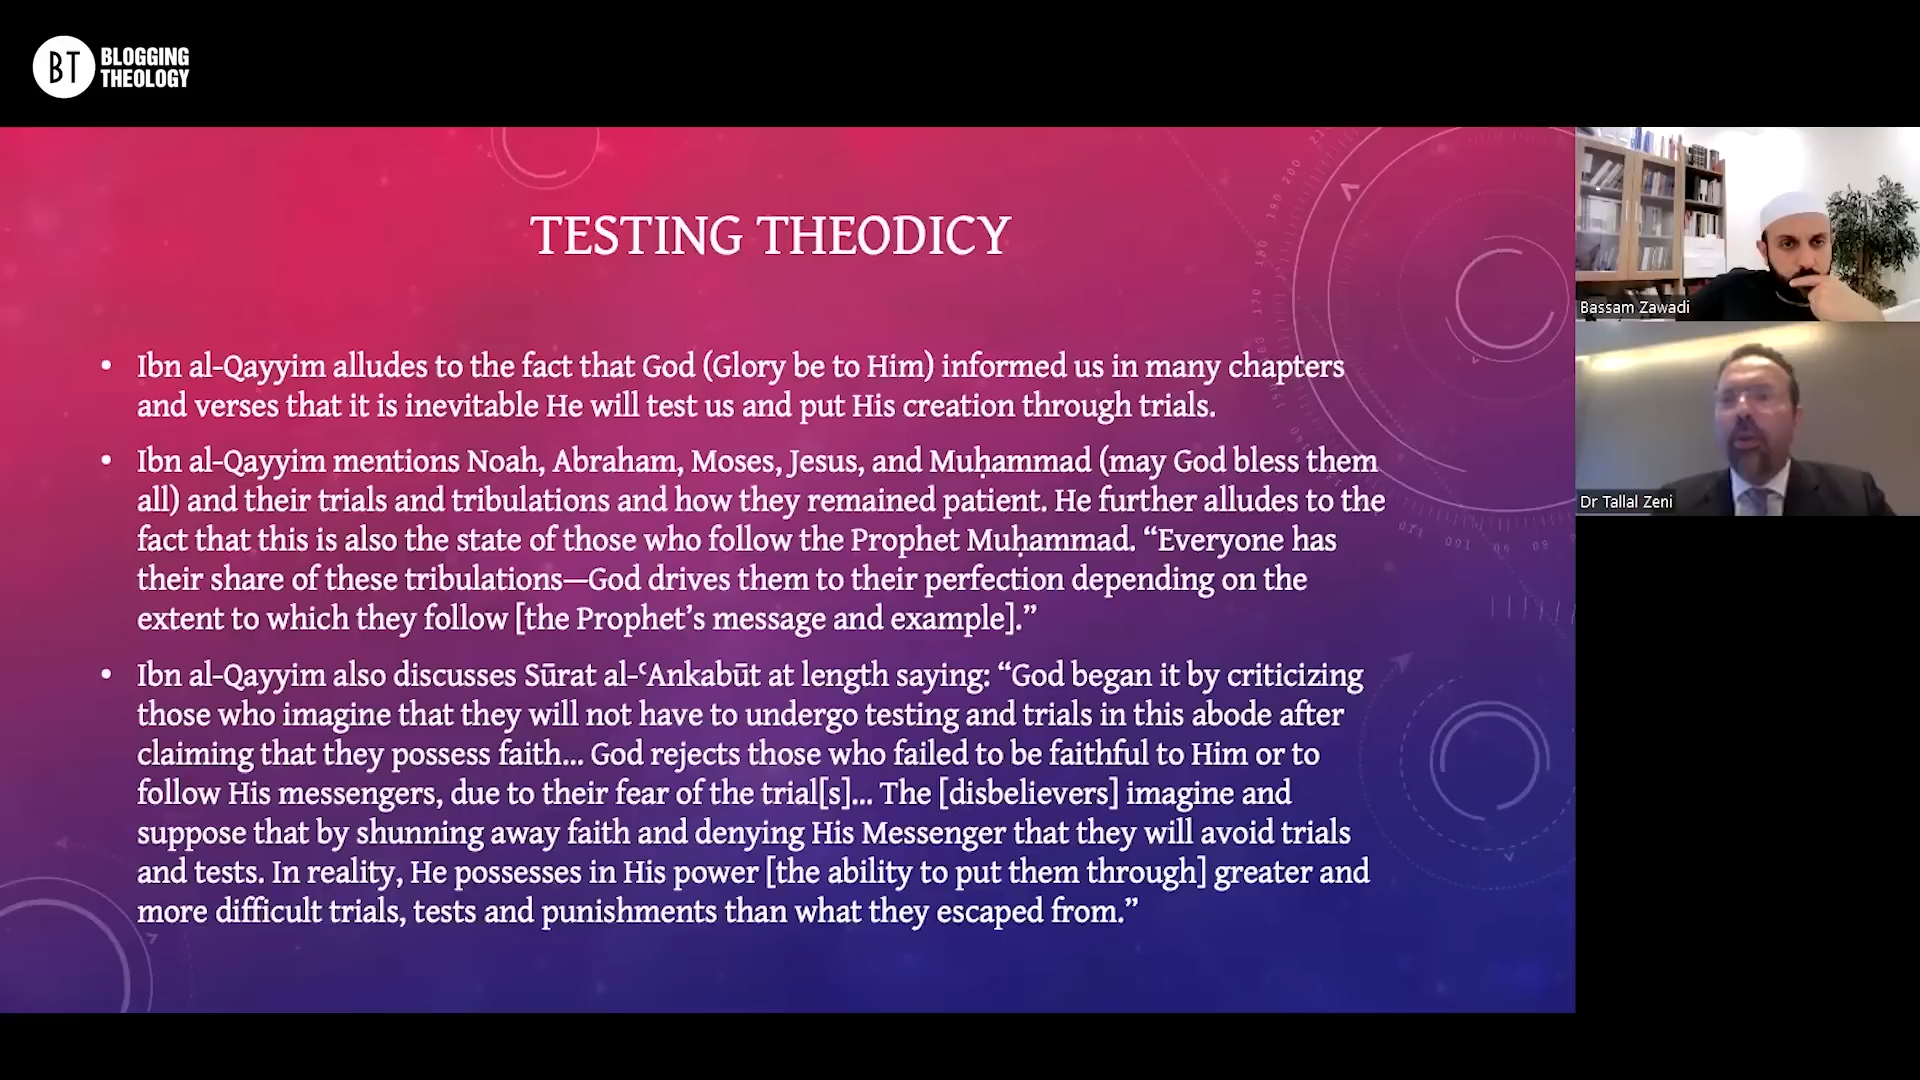 BT BLOGGING
THEOLOGY
TESTING THEODICY
• Ibn al-Qayyim alludes to the fact that God (Glory be to Him) informed us in many chapters
and verses that it is inevitable He will test us and put His creation through trials.
• Ibn al-Qayyim mentions Noah, Abraham, Moses, Jesus, and Muḥammad (may God bless them
all) and their trials and tribulations and how they remained patient. He further alludes to the
fact that this is also the state of those who follow the Prophet Muḥammad. “Everyone has
their share of these tribulations—God drives them to their perfection depending on the
extent to which they follow [the Prophet’s message and example].”
• Ibn al-Qayyim also discusses Sūrat al-ʿAnkabūt at length saying: “God began it by criticizing
those who imagine that they will not have to undergo testing and trials in this abode after
claiming that they possess faith... God rejects those who failed to be faithful to Him or to
follow His messengers, due to their fear of the trial[s]... The [disbelievers] imagine and
suppose that by shunning away faith and denying His Messenger that they will avoid trials
and tests. In reality, He possesses in His power [the ability to put them through] greater and
more difficult trials, tests and punishments than what they escaped from.”
Bassam Zawadi
Dr Tallal Zeni